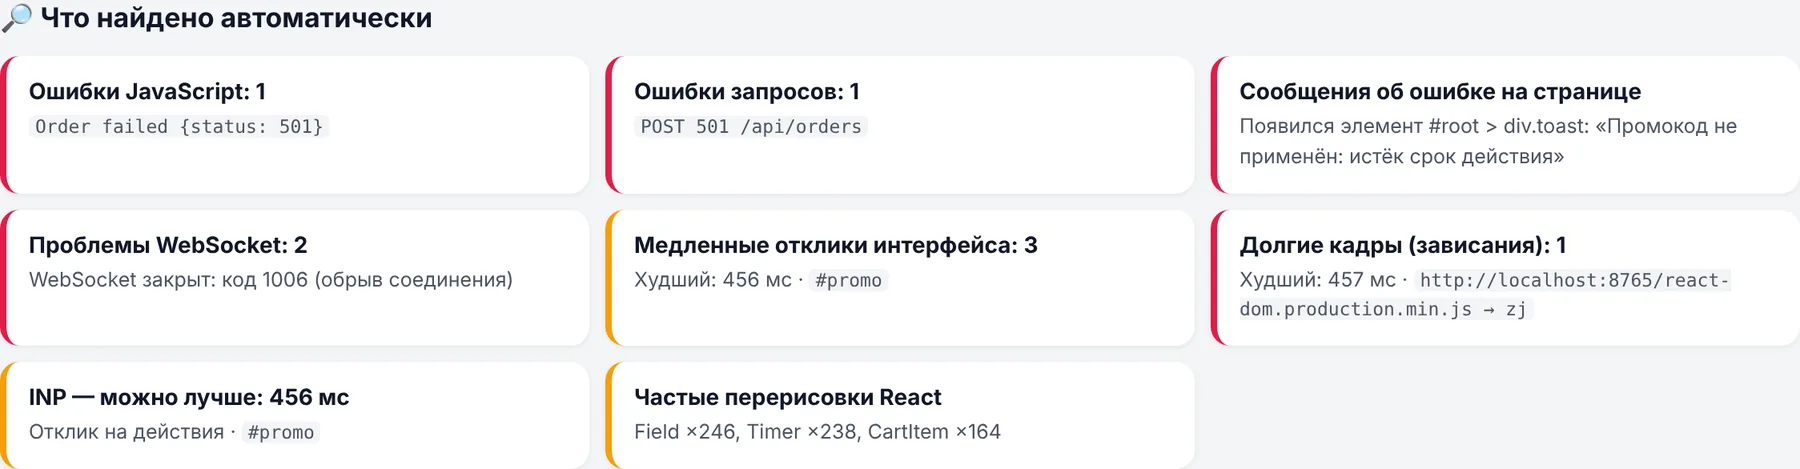 🔎 Что найдено автоматически
Ошибки JavaScript: 1
Order failed {status: 501}
Ошибки запросов: 1
POST 501 /api/orders
Сообщения об ошибке на странице
Появился элемент #root > div.toast: «Промокод не
применён: истёк срок действия»
Проблемы WebSocket: 2
WebSocket закрыт: код 1006 (обрыв соединения)
Медленные отклики интерфейса: 3
Худший: 456 мс · #promo
Долгие кадры (зависания): 1
Худший: 457 мс · http://localhost:8765/react-
dom.production.min.js → zj
INP — можно лучше: 456 мс
Отклик на действия · #promo
Частые перерисовки React
Field ×246, Timer ×238, CartItem ×164